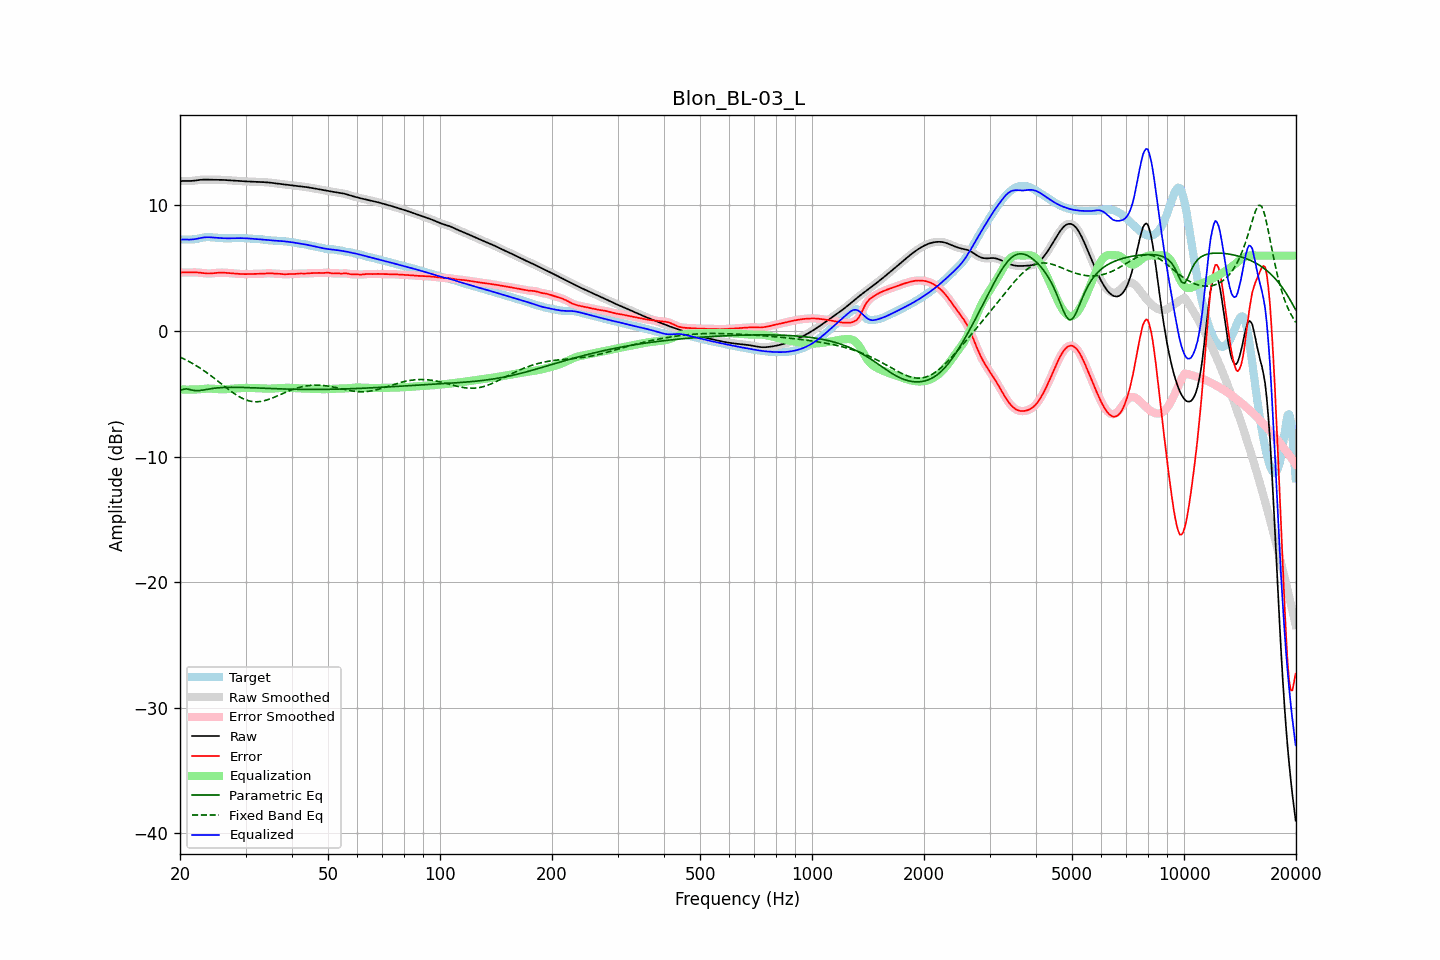 Blon_BL-03_L
Amplitude (dBr)
10
0
−10
−20
−30
−40
Target
Raw Smoothed
Error Smoothed
Raw
Error
Equalization
Parametric Eq
Fixed Band Eq
Equalized
20 50 100 200 500 1000 2000 5000 10000 20000
Frequency (Hz)